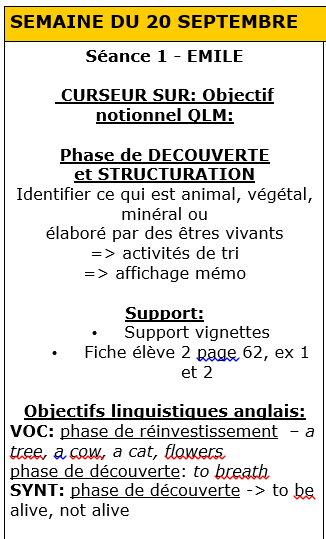 SEMAINE DU 20 SEPTEMBRE
Séance 1 - EMILE
CURSEUR SUR: Objectif
notionnel QLM:
Phase de DECOUVERTE
et STRUCTURATION
Identifier ce qui est animal, végétal,
minéral ou
élaboré par des êtres vivants
=> activités de tri
=> affichage mémo
Support:
• Support vignettes
• Fiche élève 2 page 62, ex 1
et 2
Objectifs linguistiques anglais:
VOC: phase de réinvestissement – a
tree, a cow, a cat, flowers
phase de découverte: to breath
SYNT: phase de découverte -> to be
alive, not alive